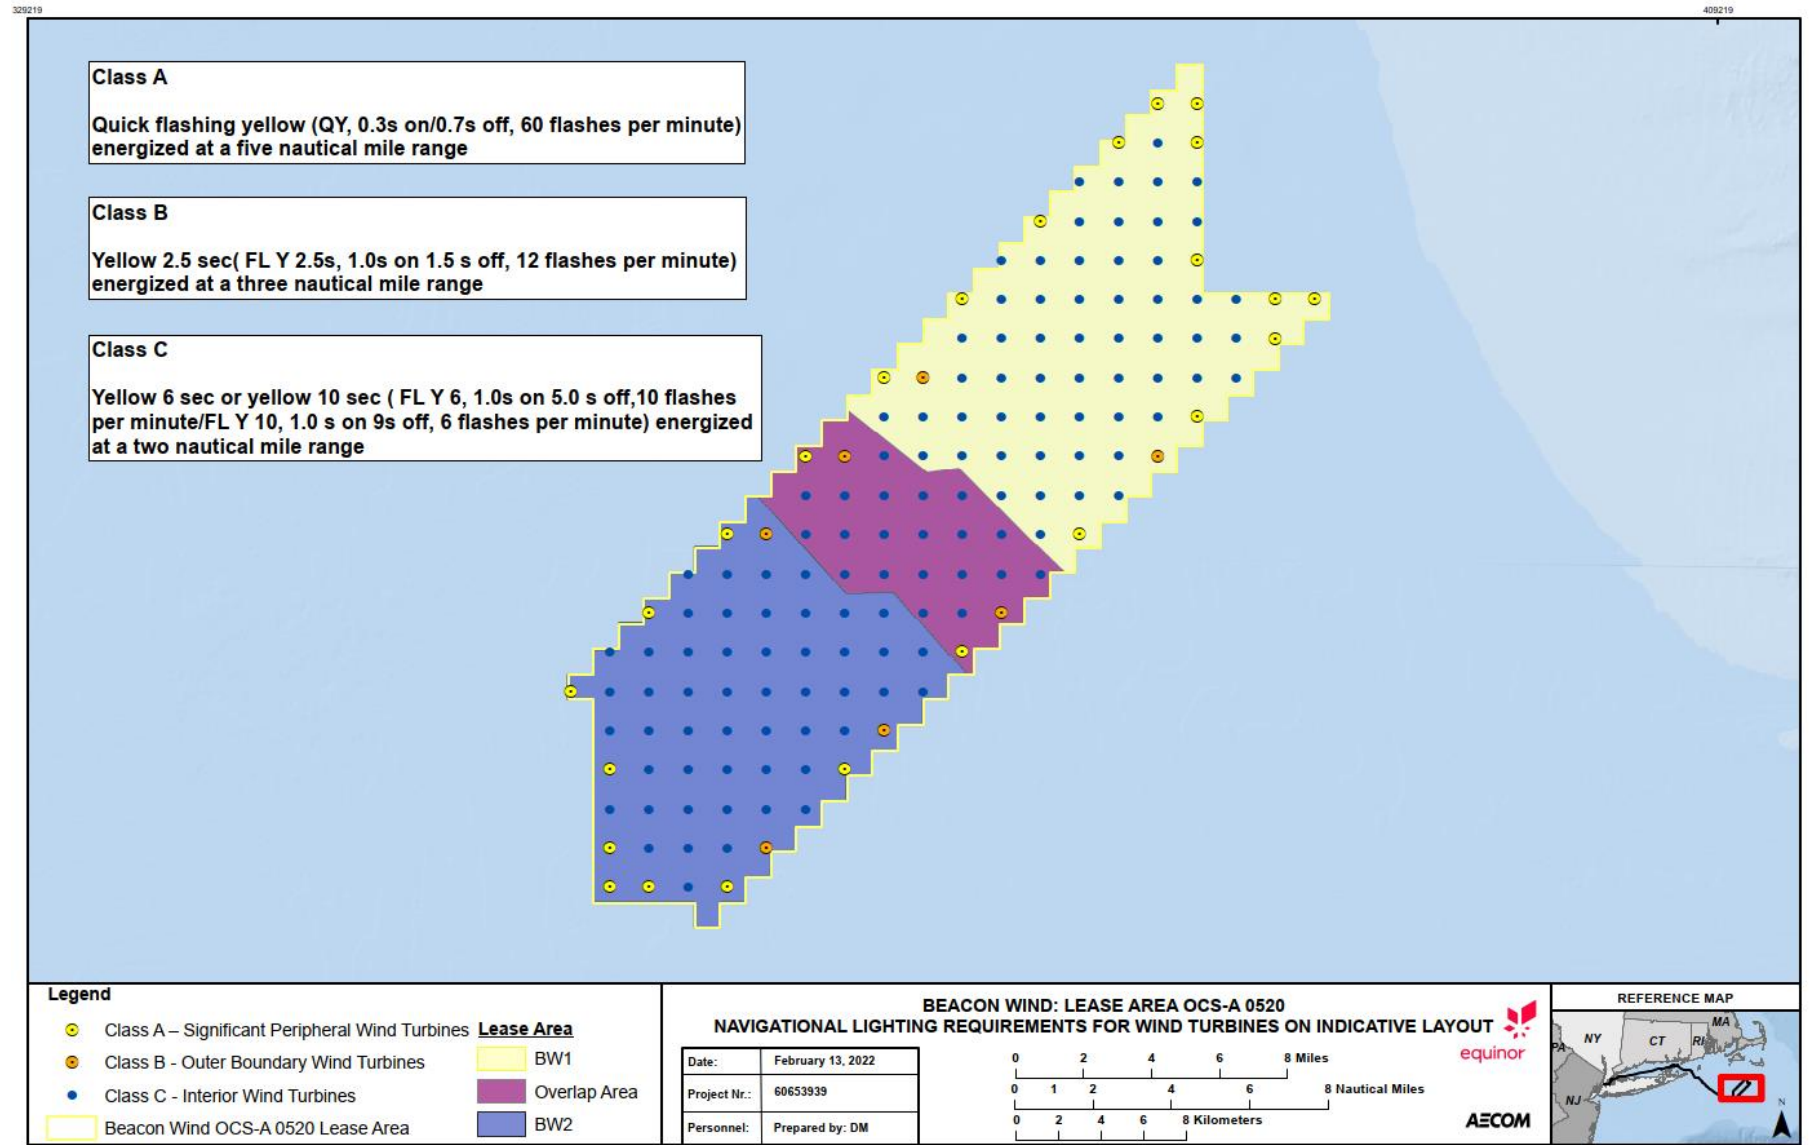 329219
409219
Class A
Quick flashing yellow (QY, 0.3s on/0.7s off, 60 flashes per minute)
energized at a five nautical mile range
Class B
Yellow 2.5 sec( FL Y 2.5s, 1.0s on 1.5 s off, 12 flashes per minute)
energized at a three nautical mile range
Class C
Yellow 6 sec or yellow 10 sec ( FL Y 6, 1.0s on 5.0 s off,10 flashes
per minute/FL Y 10, 1.0 s on 9s off, 6 flashes per minute) energized
at a two nautical mile range
Legend
Class A – Significant Peripheral Wind Turbines
Class B - Outer Boundary Wind Turbines
Class C - Interior Wind Turbines
Beacon Wind OCS-A 0520 Lease Area
Lease Area
BW1
Overlap Area
BW2
BEACON WIND: LEASE AREA OCS-A 0520
NAVIGATIONAL LIGHTING REQUIREMENTS FOR WIND TURBINES ON INDICATIVE LAYOUT
Date: February 13, 2022
Project Nr.: 60653939
Personnel: Prepared by: DM
0 2 4 6 8 Miles
0 1 2 4 6 8 Nautical Miles
0 2 4 6 8 Kilometers
equinor
AECOM
REFERENCE MAP
MA
NY
CT
RI
PA
NJ
N